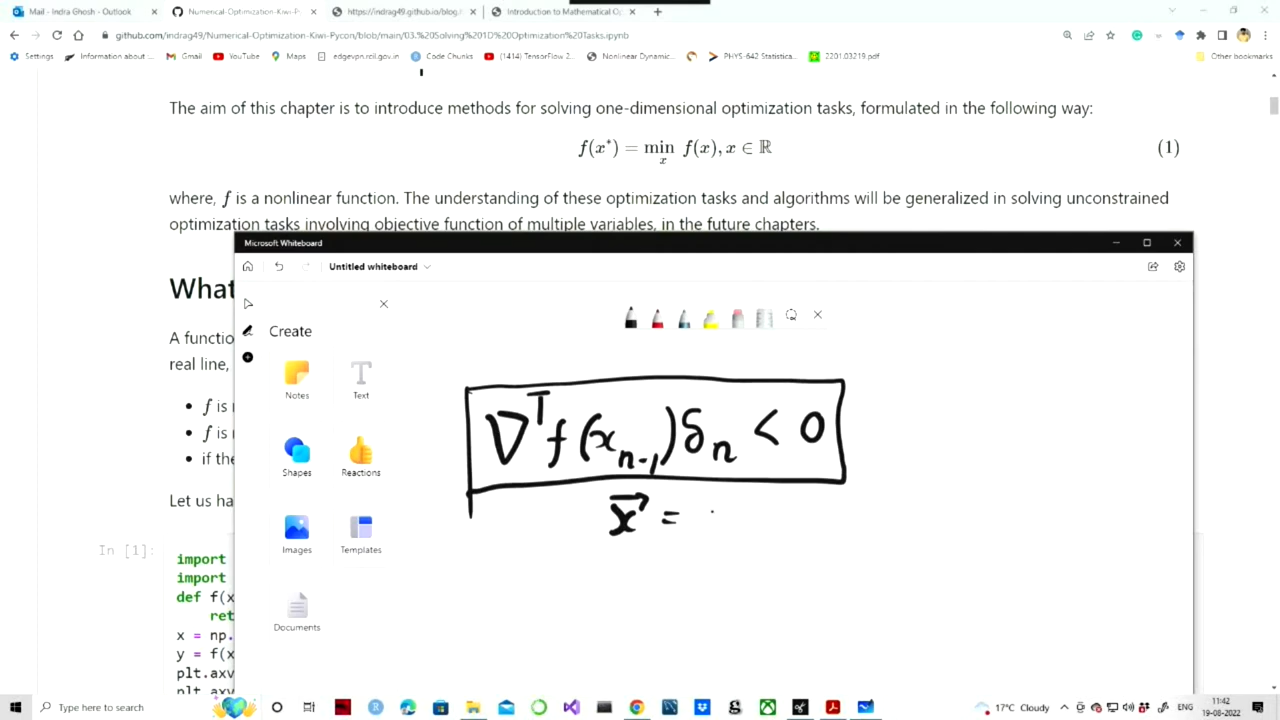 Mail - Indra Ghosh - Outlook
Numerical-Optimization-Kiwi-Py
https://indrag49.github.io/blog.
Introduction to Mathematical Op
github.com/indrag49/Numerical-Optimization-Kiwi-Pycon/blob/main/03.%20Solving%201D%20Optimization%20Tasks.ipynb
Settings
Information about ...
Gmail
YouTube
Maps
edgevpn.rcil.gov.in
Code Chunks
(1414) TensorFlow 2...
Nonlinear Dynamic...
PHYS-642 Statistica...
2201.03219.pdf
Other bookmarks
The aim of this chapter is to introduce methods for solving one-dimensional optimization tasks, formulated in the following way:
f(x*) = min x f(x), x ∈ ℝ (1)
where, f is a nonlinear function. The understanding of these optimization tasks and algorithms will be generalized in solving unconstrained
optimization tasks involving objective function of multiple variables, in the future chapters.
Microsoft Whiteboard
Untitled whiteboard
What
Create
A functio
real line,
Notes
Text
• f is
• f is
• if the
Shapes
Reactions
∇ᵀf(xₙ₋₁)δₙ < 0
x⃗ =
Let us ha
Images
Templates
In [1]:
import
import
def f(x
ret
x = np.
y = f(x
plt.axv
plt.axv
Documents
Type here to search
17°C Cloudy
ENG
11:42
19-08-2022